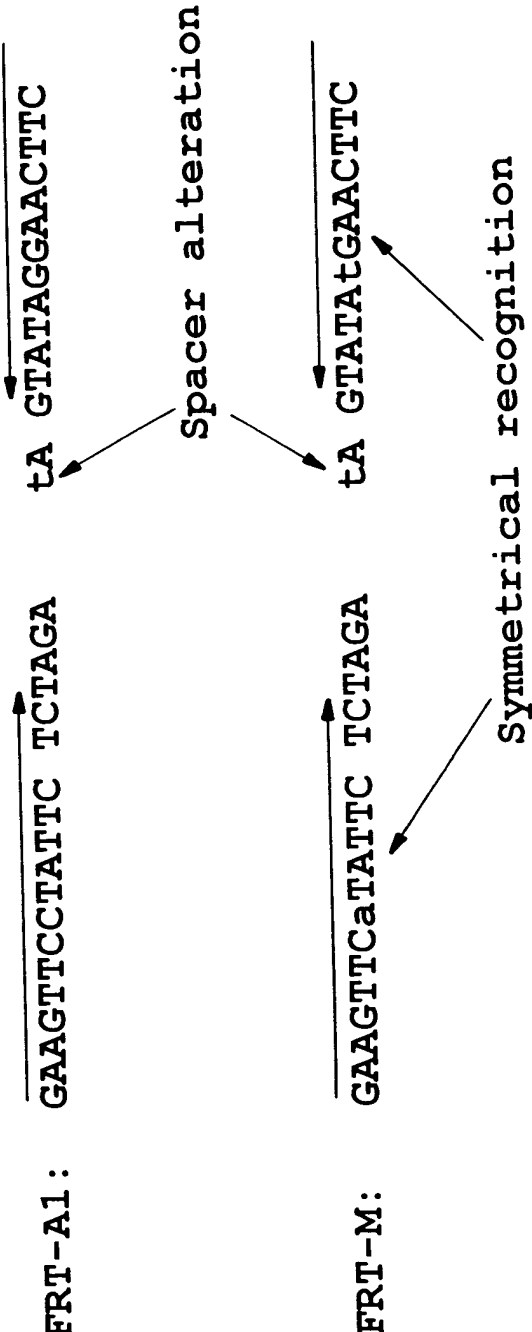 FRT-A1: GAAGTTCCTATTC TCTAGA tA GTATAGGAACTTC
Spacer alteration
FRT-M: GAAGTTCaTATTC TCTAGA tA GTATAtGAACTTC
Symmetrical recognition